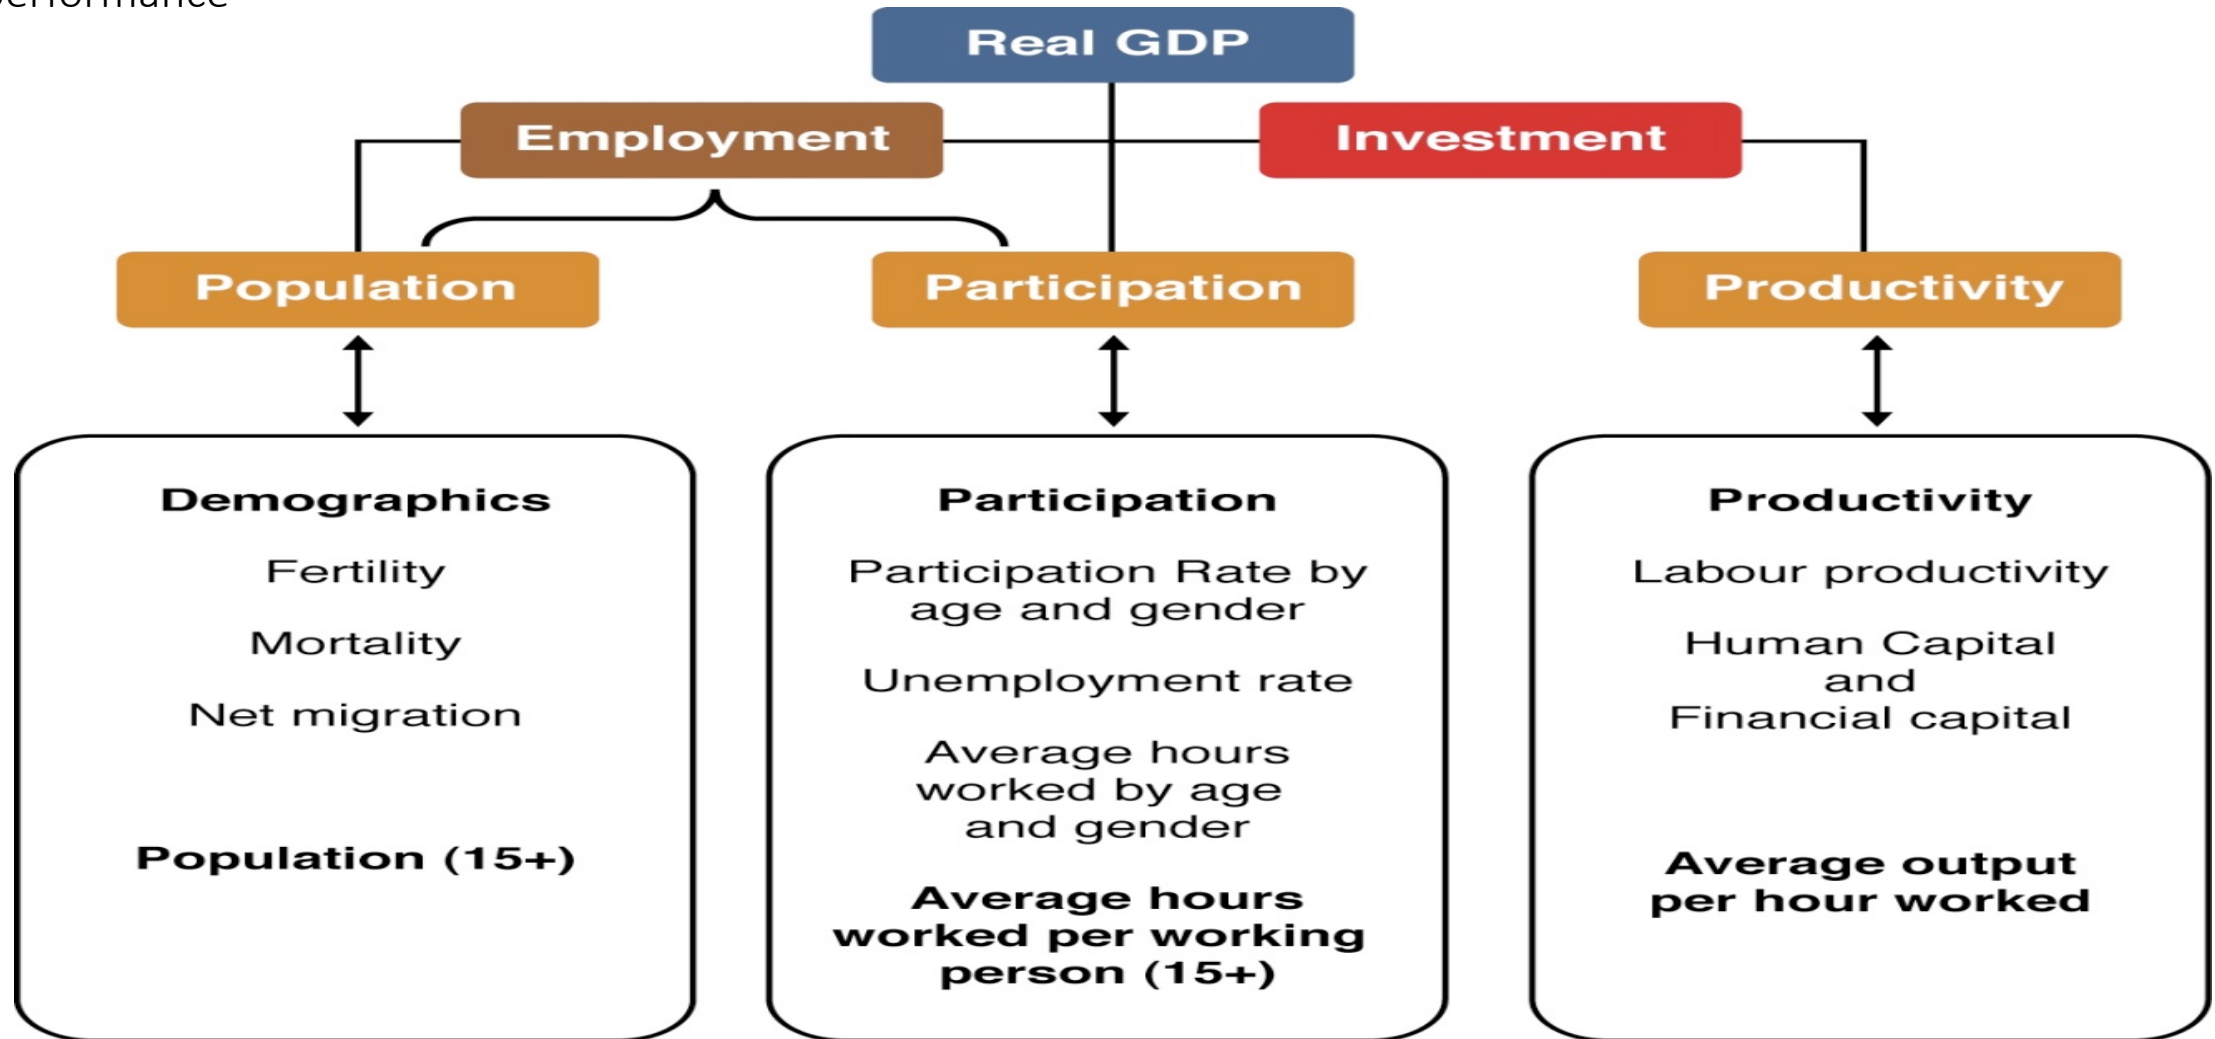 performance
Real GDP
Employment
Investment
Population
Participation
Productivity
Demographics
Fertility
Mortality
Net migration
Population (15+)
Participation
Participation Rate by
age and gender
Unemployment rate
Average hours
worked by age
and gender
Average hours
worked per working
person (15+)
Productivity
Labour productivity
Human Capital
and
Financial capital
Average output
per hour worked